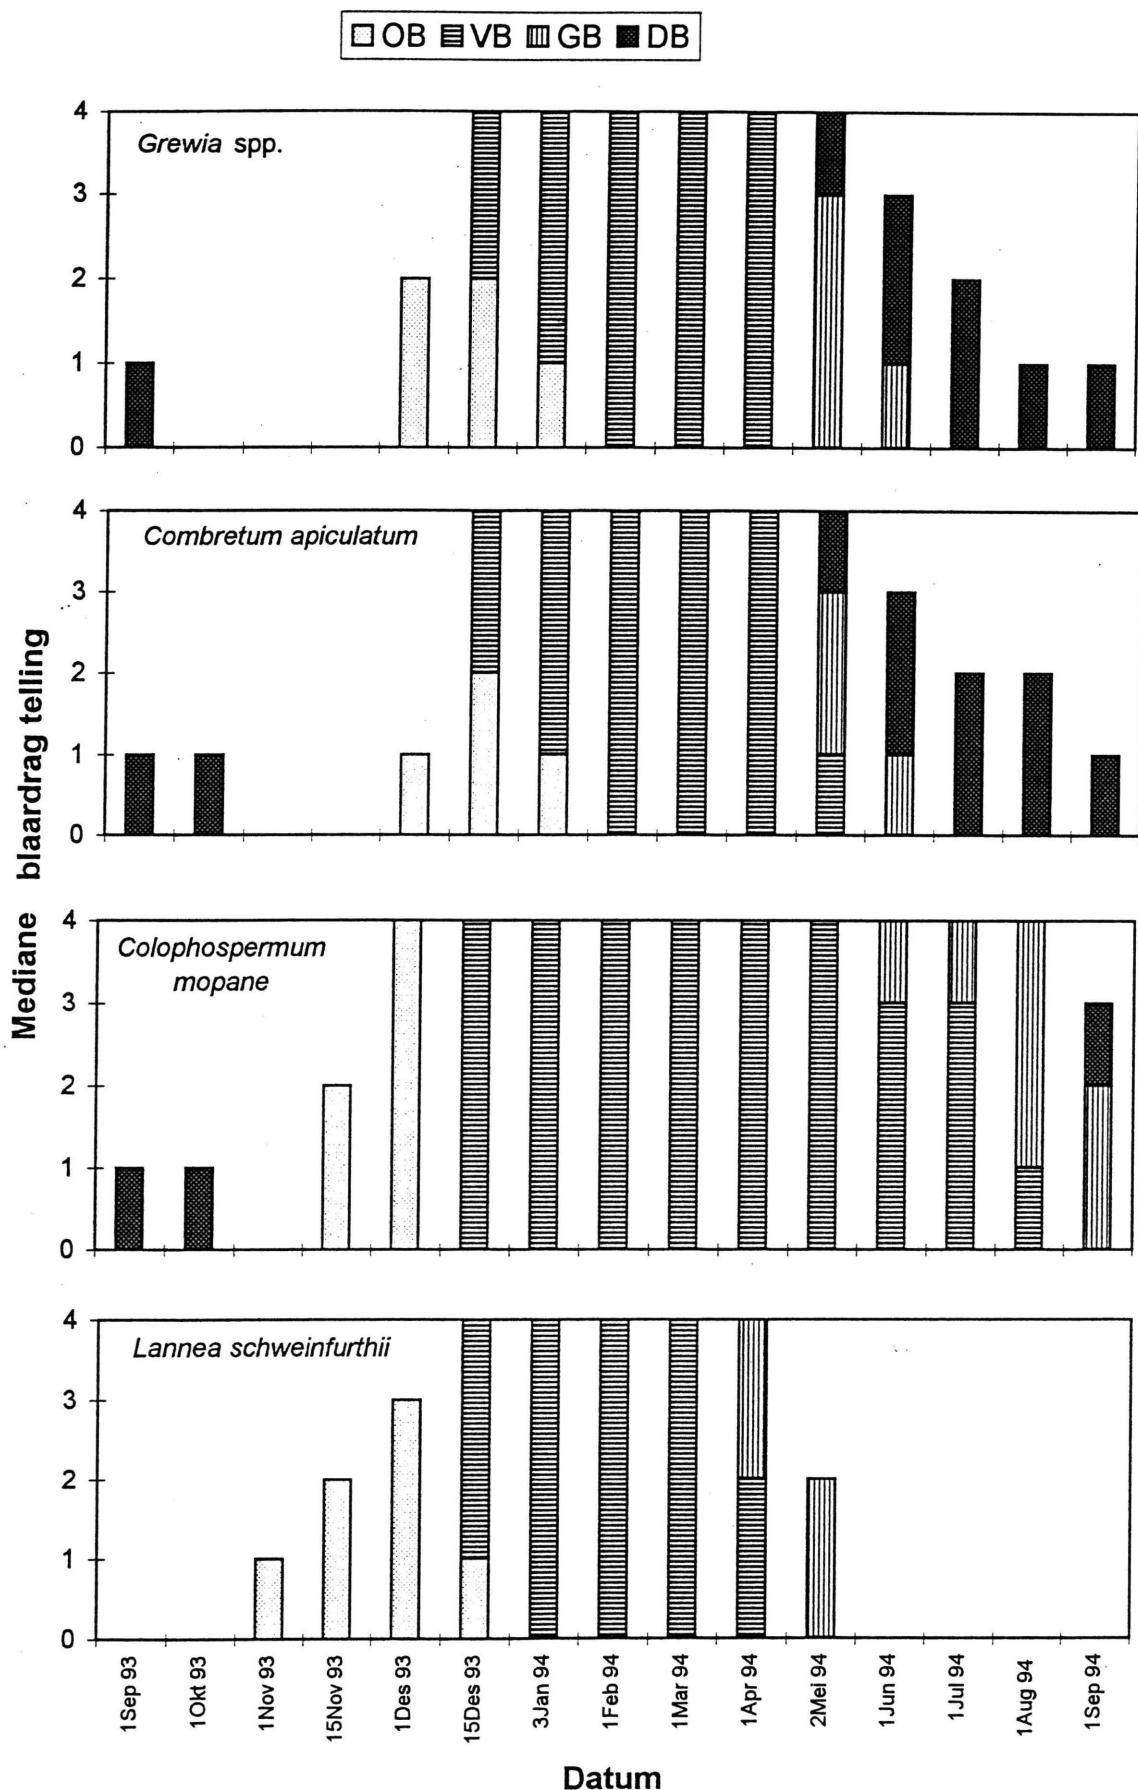 OB VB GB DB
Grewia spp.
4
3
2
1
0
Combretum apiculatum
4
3
2
1
0
Colophospermum
mopane
4
3
2
1
0
Lannea schweinfurthii
4
3
2
1
0
Mediane blaardrag telling
1Sep 93
1Okt 93
1Nov 93
15Nov 93
1Des 93
15Des 93
3Jan 94
1Feb 94
1Mar 94
1Apr 94
2Mei 94
1Jun 94
1Jul 94
1Aug 94
1Sep 94
Datum